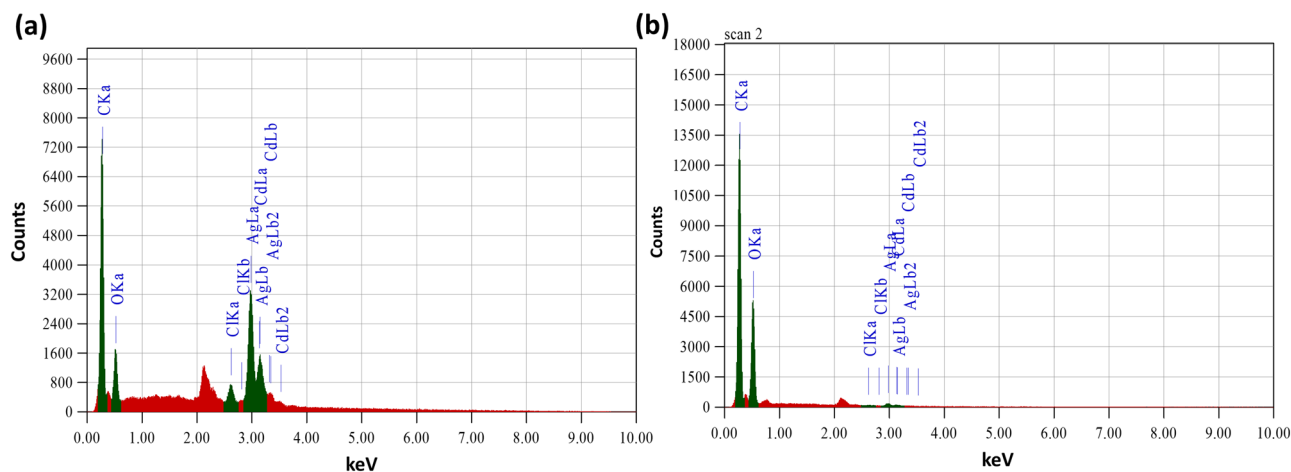 (a)
Counts
9600
8800
8000
7200
6400
5600
4800
4000
3200
2400
1600
800
0
CKa
OKa
ClKa
ClKb
AgLa
AgLb
CdLa
AgLb2
CdLb
CdLb2
0.00 1.00 2.00 3.00 4.00 5.00 6.00 7.00 8.00 9.00 10.00
keV
(b)
scan 2
Counts
18000
16500
15000
13500
12000
10500
9000
7500
6000
4500
3000
1500
0
CKa
OKa
ClKa
ClKb
AgLa
AgLb
CdLa
AgLb2
CdLb
CdLb2
0.00 1.00 2.00 3.00 4.00 5.00 6.00 7.00 8.00 9.00 10.00
keV